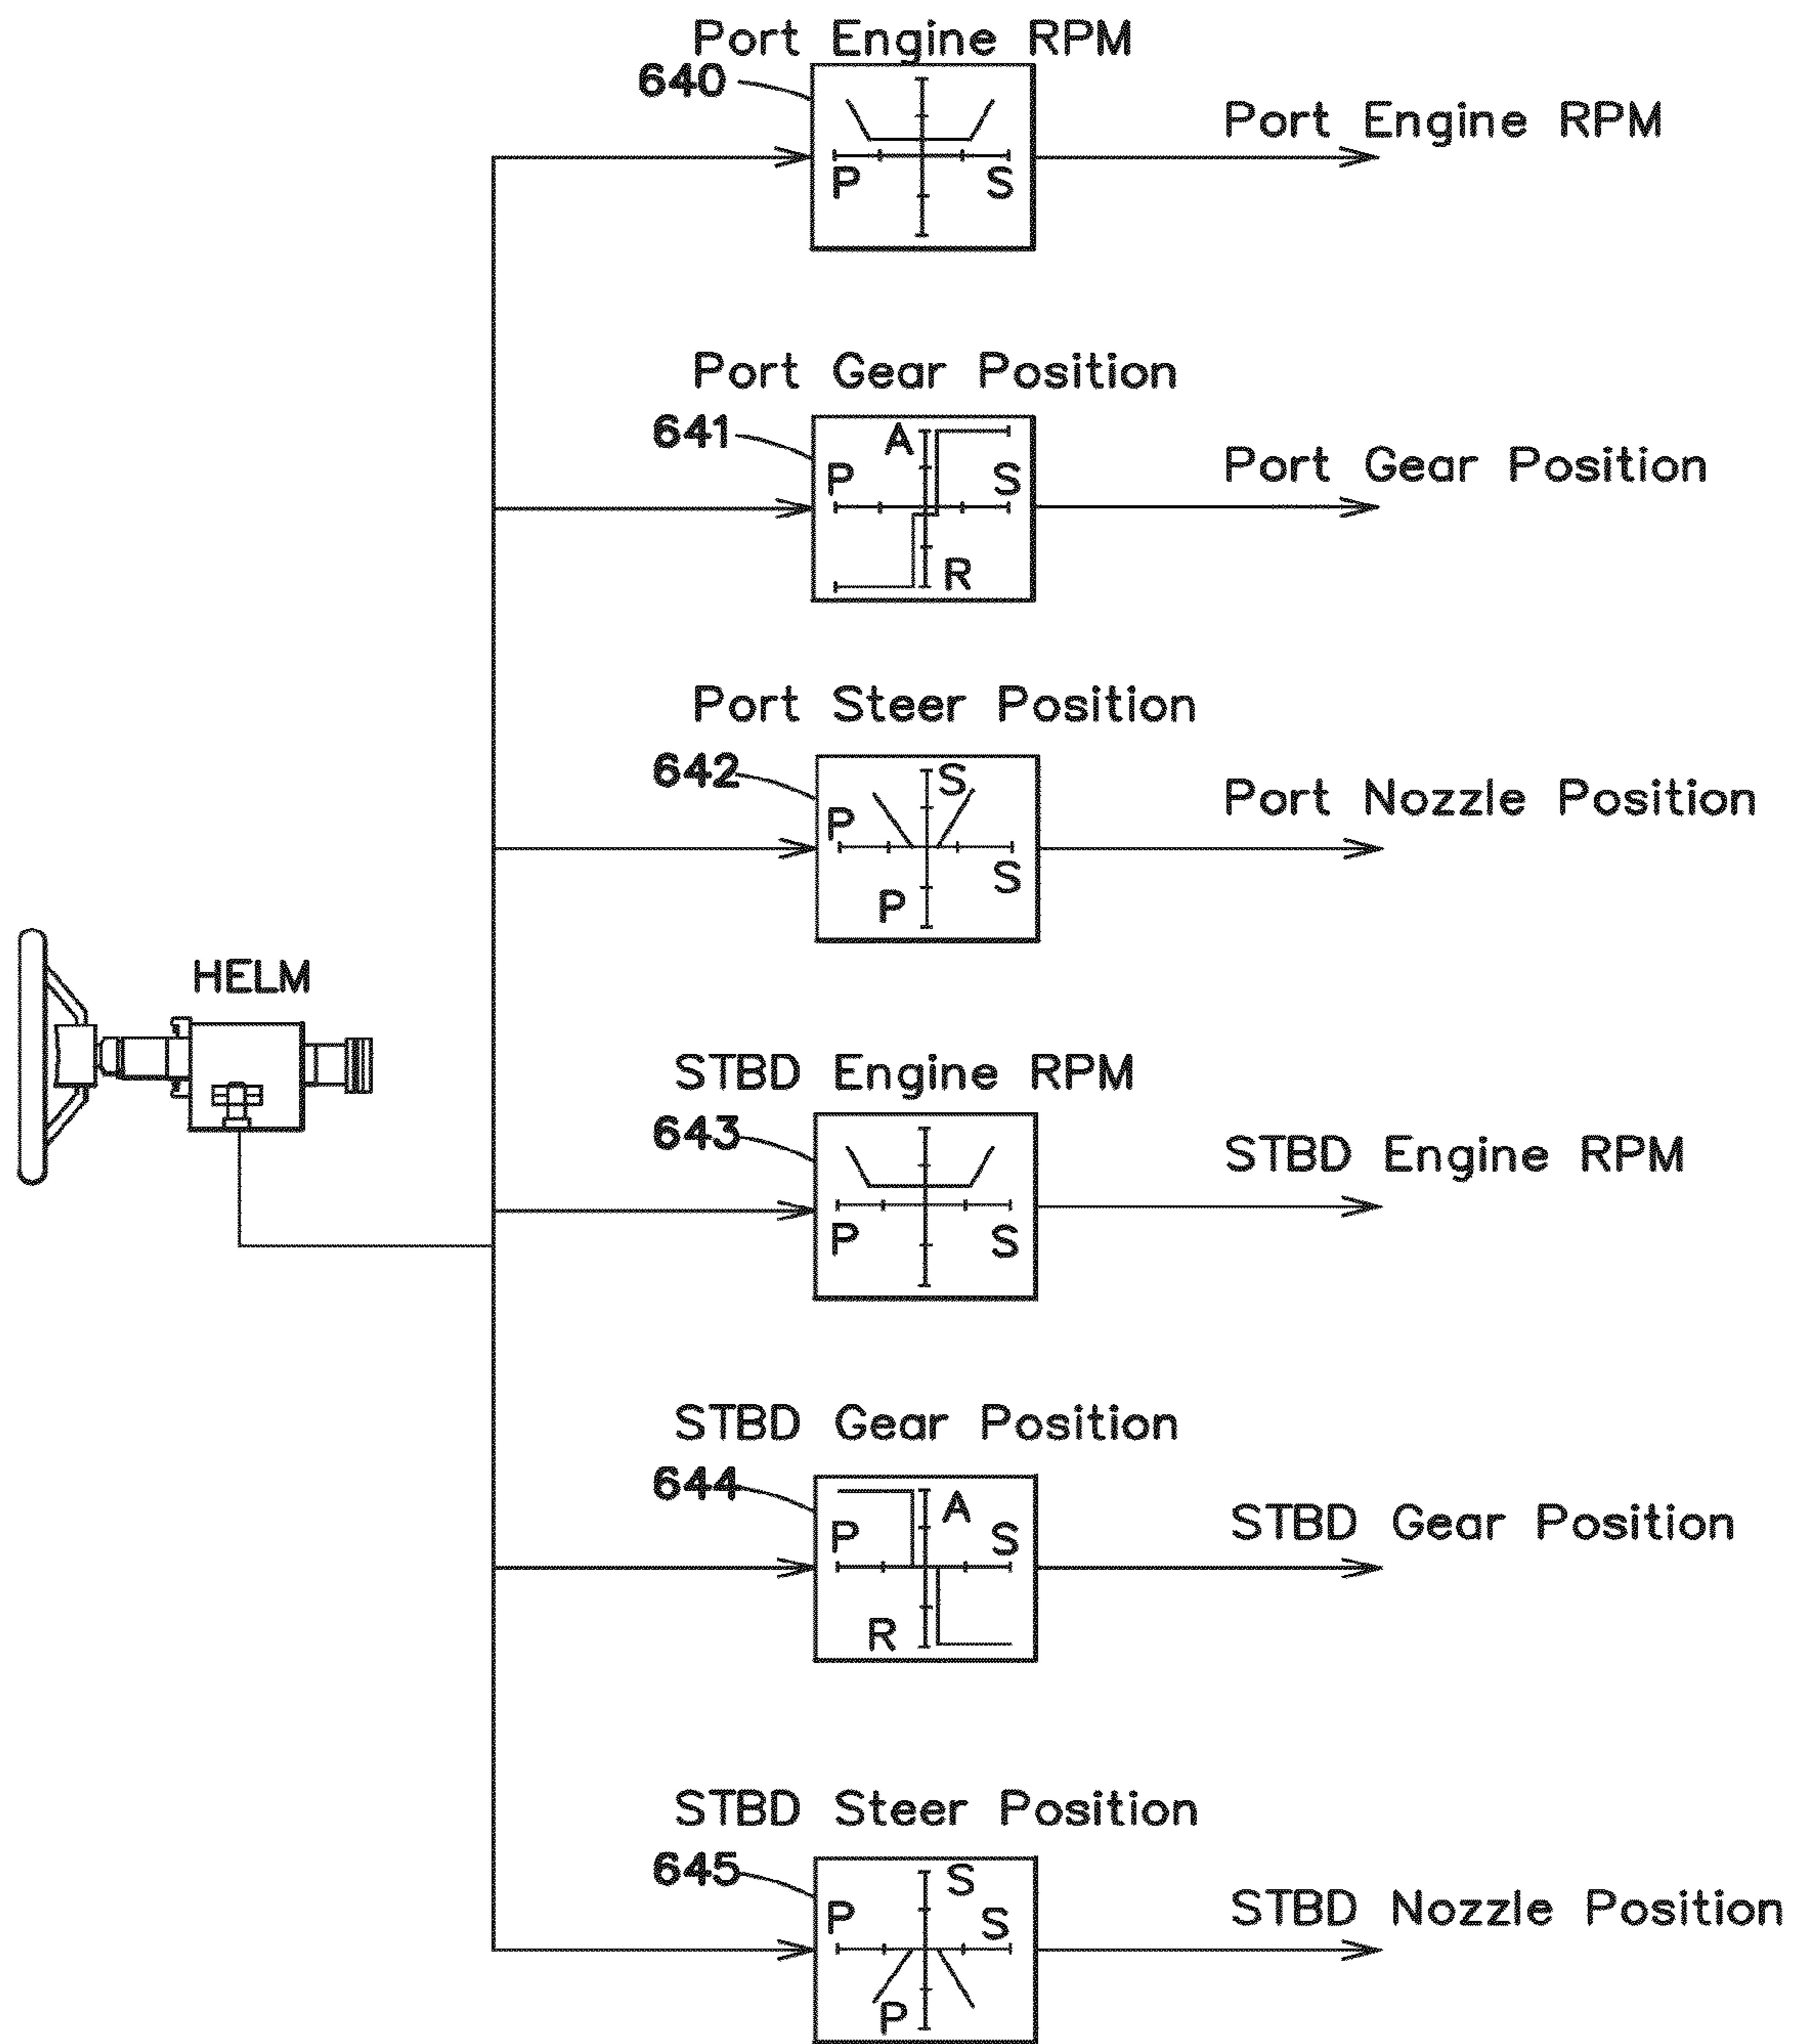 Port Engine RPM
640
P S
Port Engine RPM
Port Gear Position
641
A
P S
R
Port Gear Position
Port Steer Position
642
S
P
S
P
Port Nozzle Position
HELM
STBD Engine RPM
643
P S
STBD Engine RPM
STBD Gear Position
644
A
P S
R
STBD Gear Position
STBD Steer Position
645
S
P S
P
STBD Nozzle Position